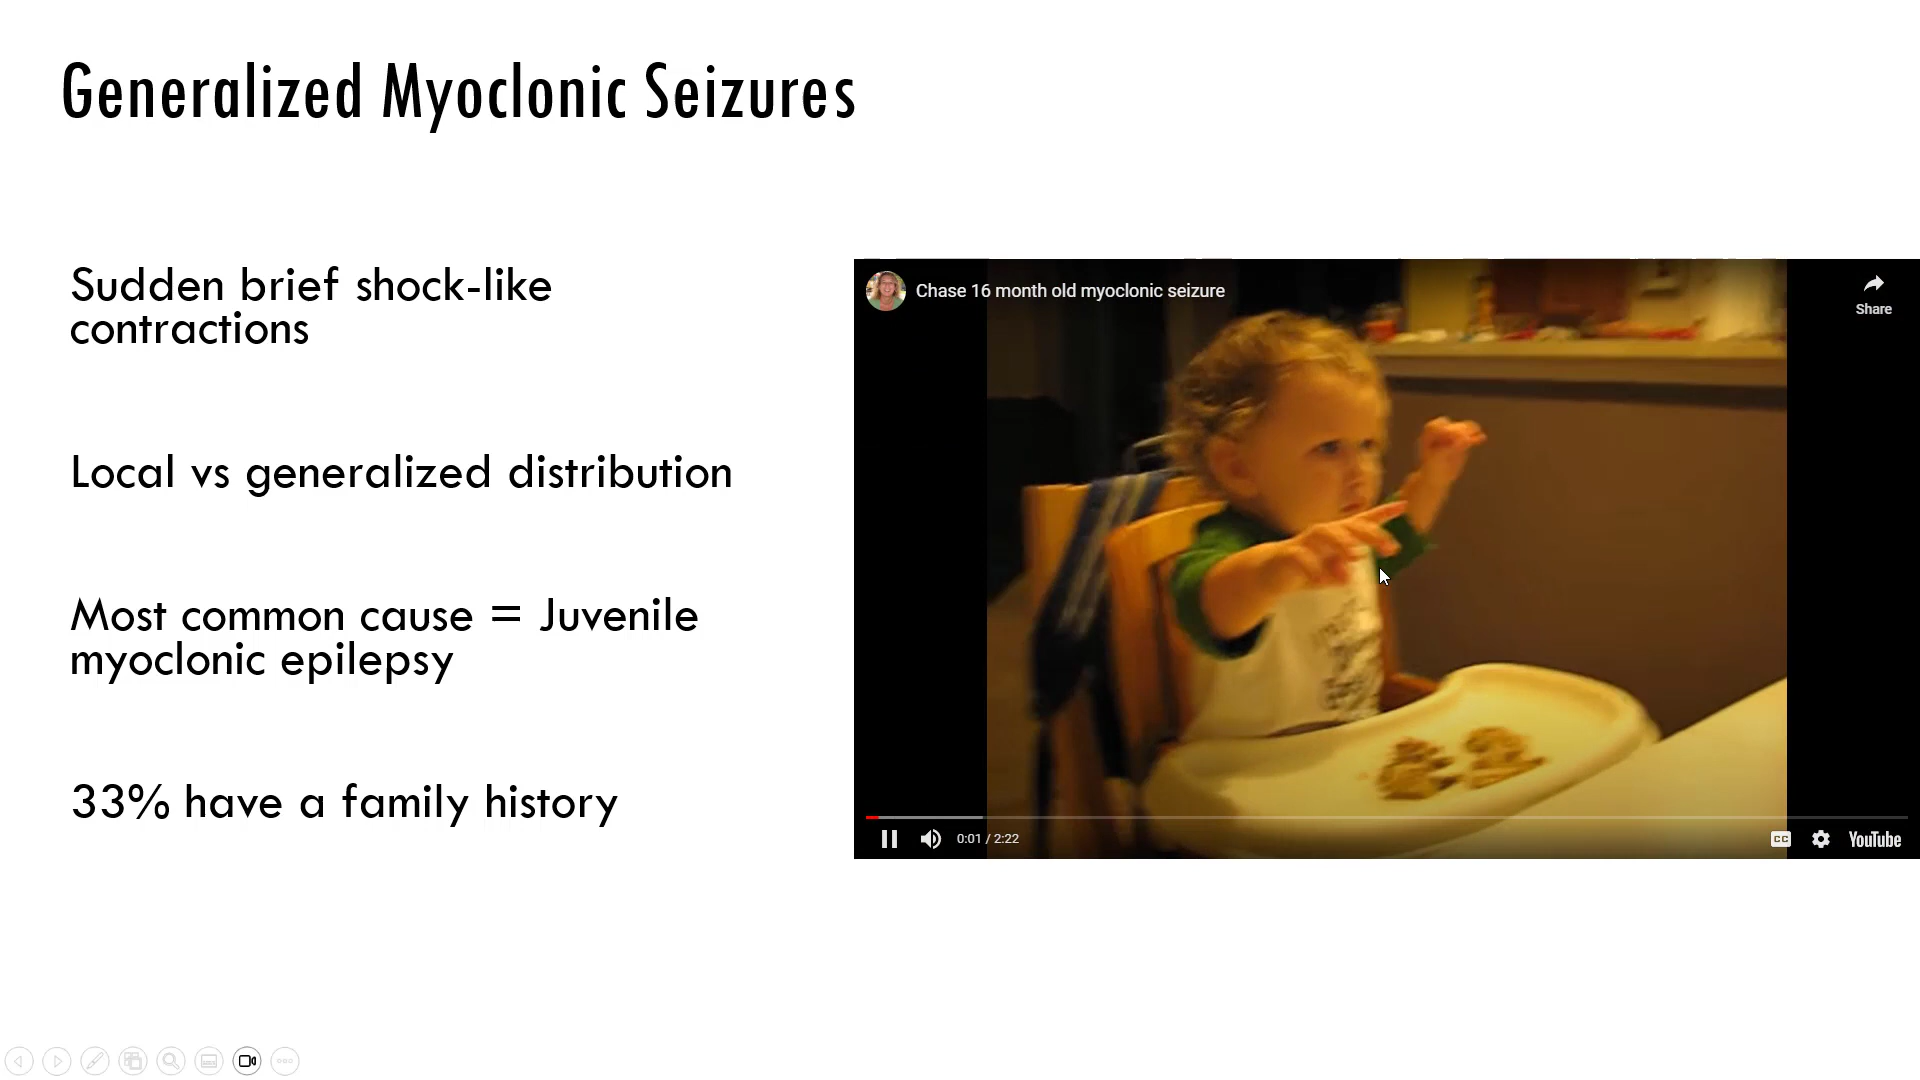 Generalized Myoclonic Seizures
Sudden brief shock-like
contractions
Local vs generalized distribution
Most common cause = Juvenile
myoclonic epilepsy
33% have a family history
Chase 16 month old myoclonic seizure
Share
0:01 / 2:22
CC
YouTube